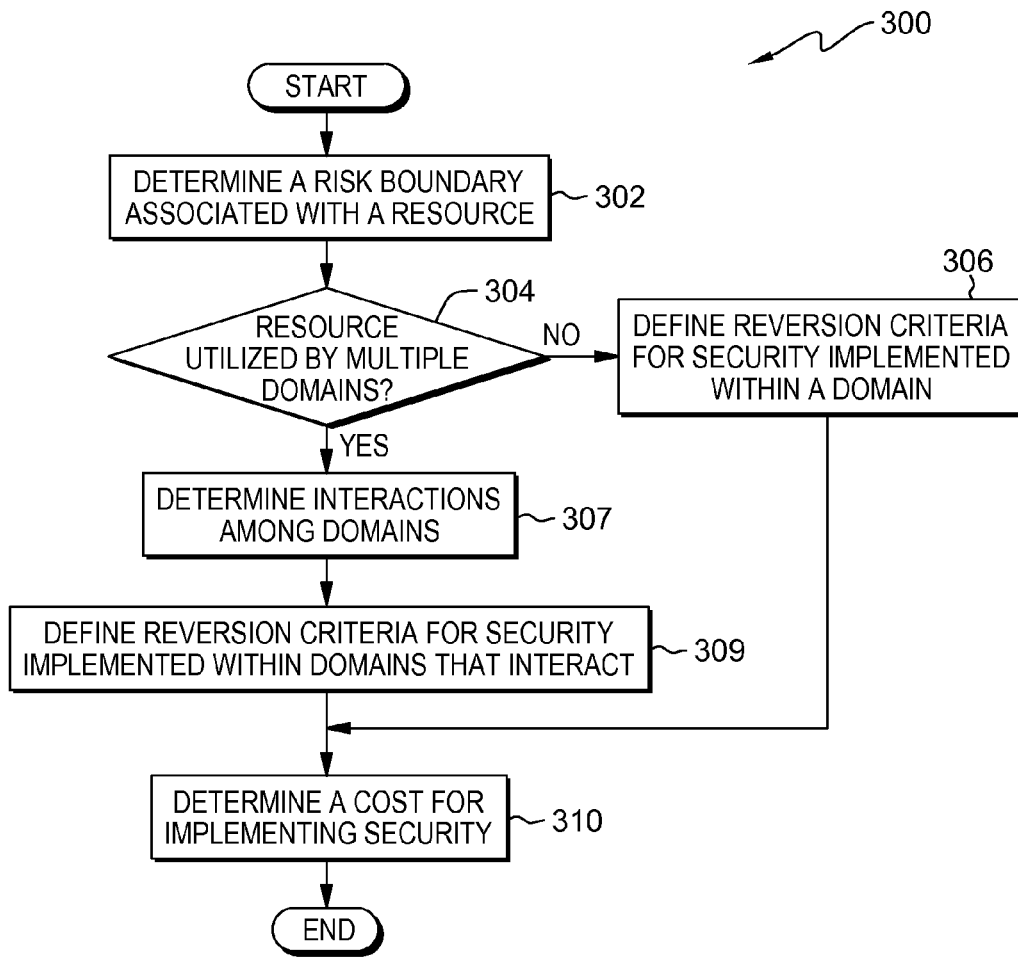 300
START
DETERMINE A RISK BOUNDARY
ASSOCIATED WITH A RESOURCE
302
304
RESOURCE
UTILIZED BY MULTIPLE
DOMAINS?
NO
306
DEFINE REVERSION CRITERIA
FOR SECURITY IMPLEMENTED
WITHIN A DOMAIN
YES
DETERMINE INTERACTIONS
AMONG DOMAINS
307
DEFINE REVERSION CRITERIA FOR SECURITY
IMPLEMENTED WITHIN DOMAINS THAT INTERACT
309
DETERMINE A COST FOR
IMPLEMENTING SECURITY
310
END